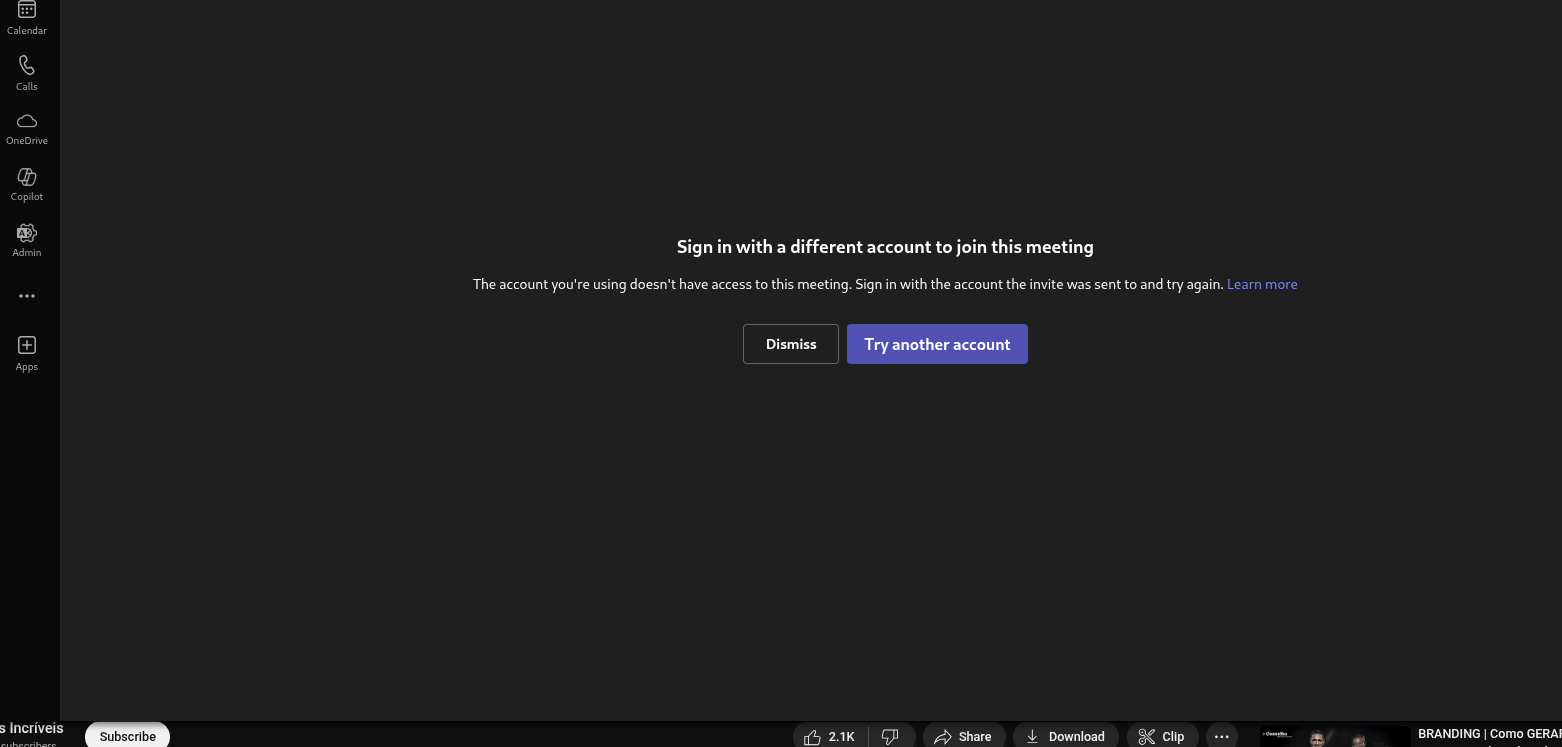 Calendar
Calls
OneDrive
Copilot
Admin
Apps
Sign in with a different account to join this meeting
The account you're using doesn't have access to this meeting. Sign in with the account the invite was sent to and try again. Learn more
Dismiss
Try another account
s Incríveis
subscribers
Subscribe
2.1K
Share
Download
Clip
BRANDING | Como GERA